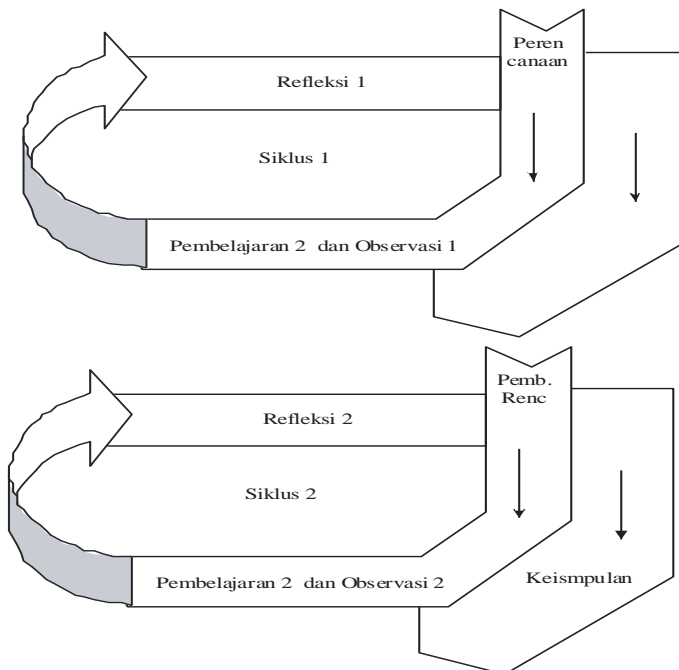 Peren
canaan
Refleksi 1
Siklus 1
Pembelajaran 2 dan Observasi 1
Pemb.
Renc
Refleksi 2
Siklus 2
Pembelajaran 2 dan Observasi 2
Keismpulan